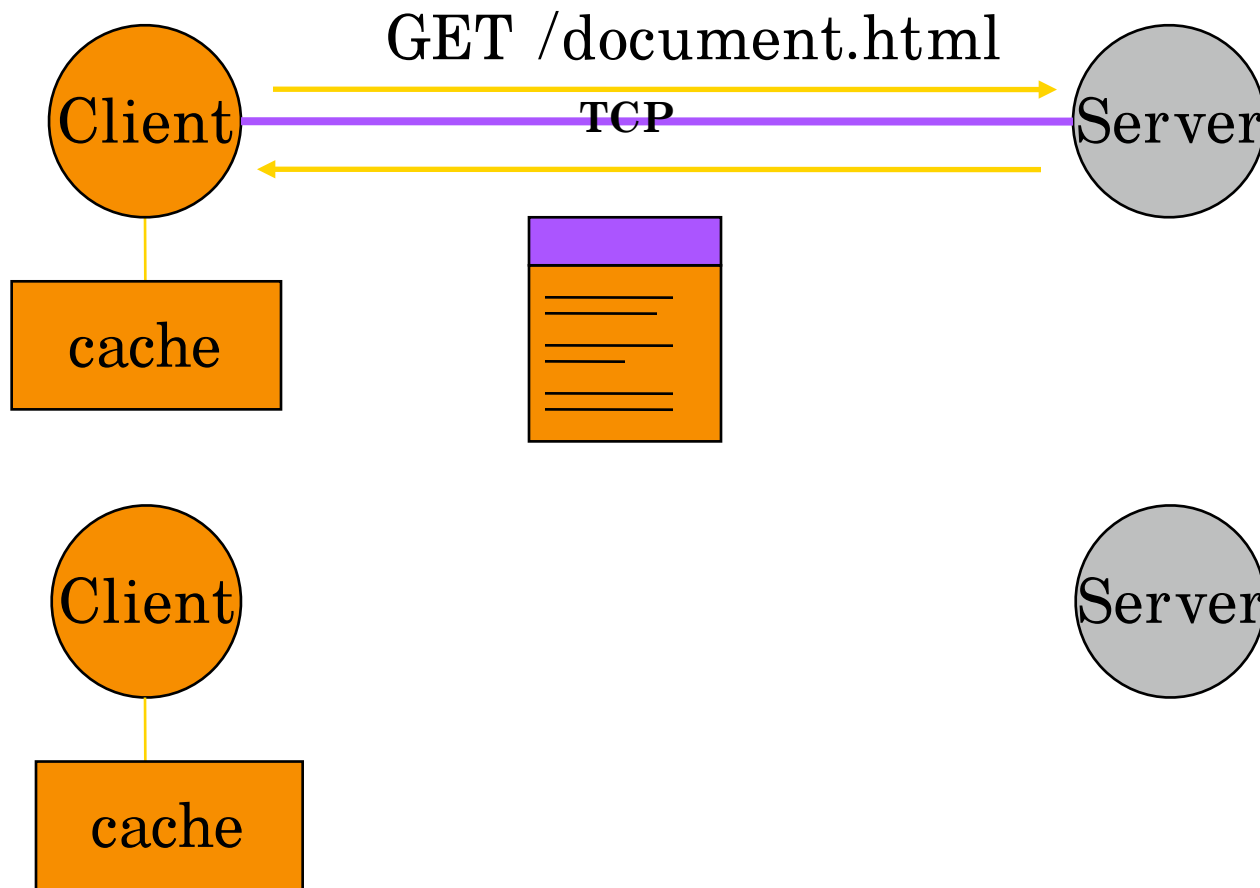 GET /document.html
Client
TCP
Server
cache
Client
Server
cache